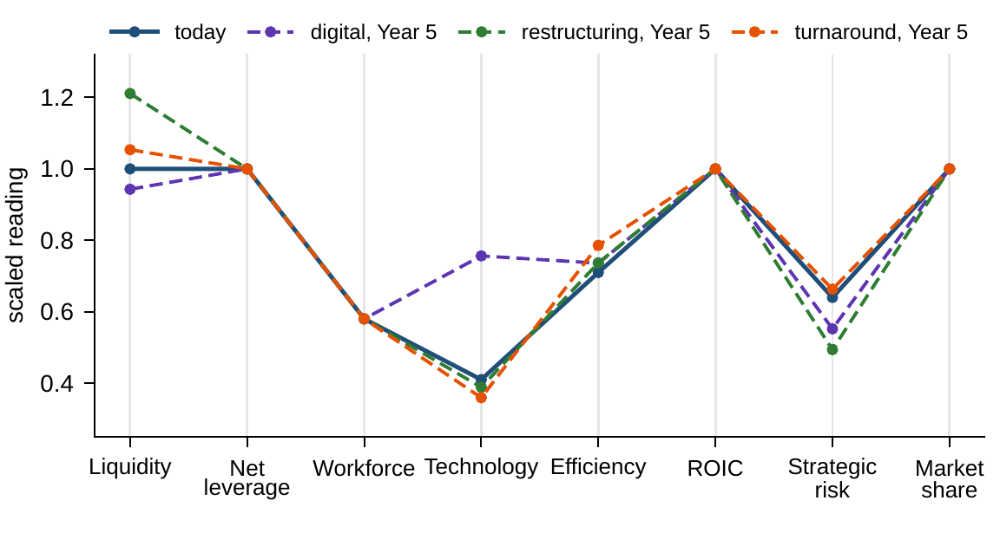 today digital, Year 5 restructuring, Year 5 turnaround, Year 5
scaled reading
1.2
1.0
0.8
0.6
0.4
Liquidity Net leverage Workforce Technology Efficiency ROIC Strategic risk Market share